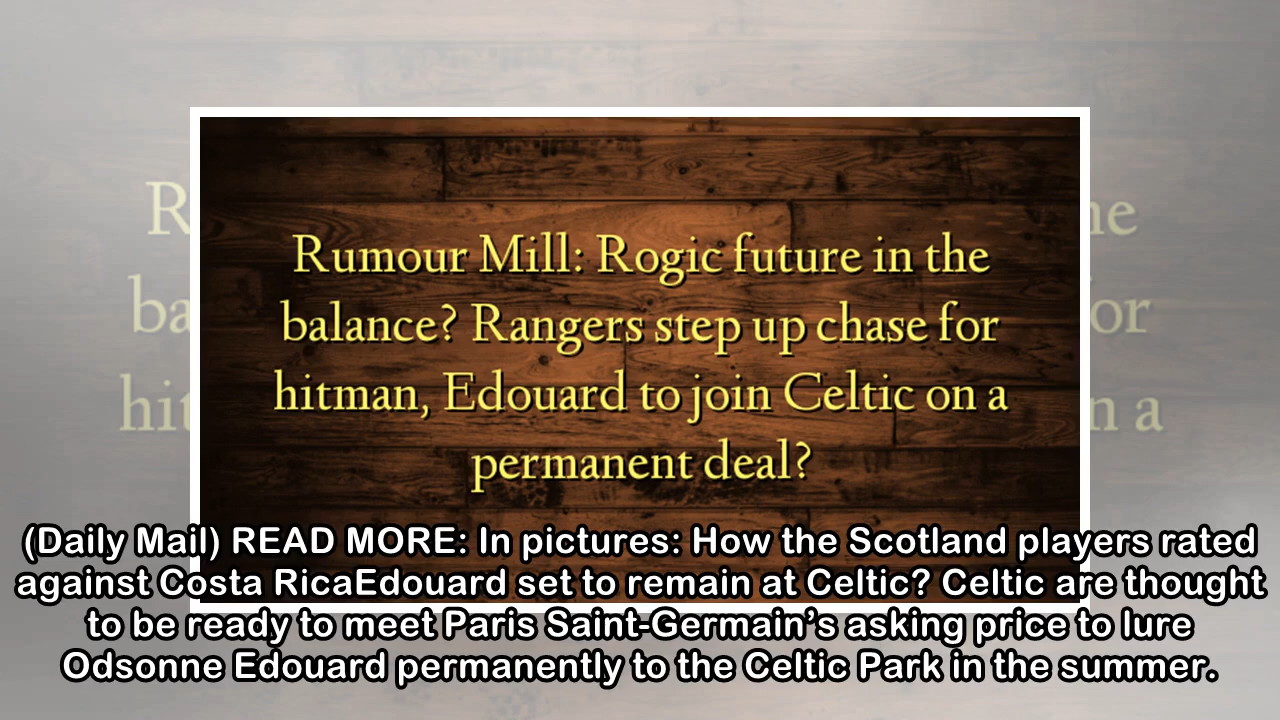 Rumour Mill: Rogic future in the
balance? Rangers step up chase for
hitman, Edouard to join Celtic on a
permanent deal?
(Daily Mail) READ MORE: In pictures: How the Scotland players rated
against Costa RicaEdouard set to remain at Celtic? Celtic are thought
to be ready to meet Paris Saint-Germain’s asking price to lure
Odsonne Edouard permanently to the Celtic Park in the summer.